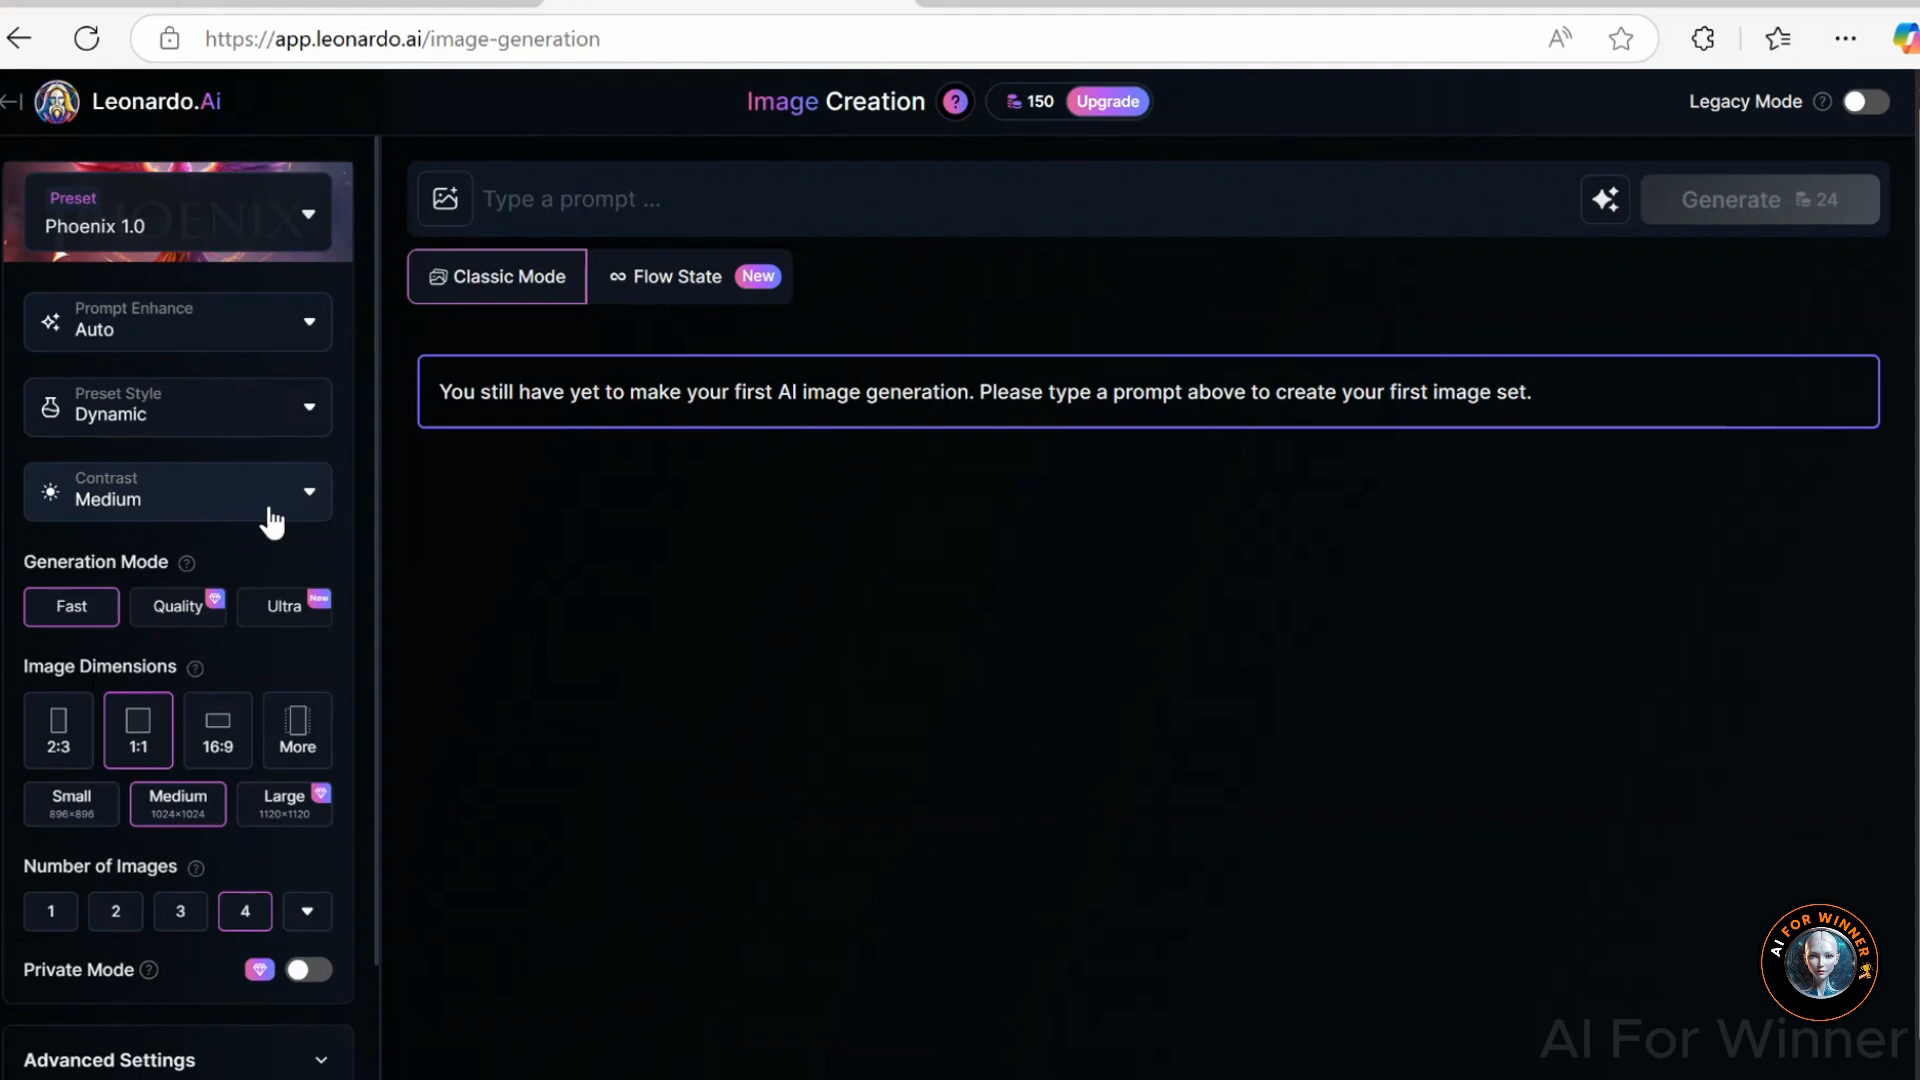 https://app.leonardo.ai/image-generation
Leonardo.Ai
Image Creation
?
150
Upgrade
Legacy Mode
Preset
Phoenix 1.0
Type a prompt ...
Generate 24
Classic Mode
Flow State
New
Prompt Enhance
Auto
You still have yet to make your first AI image generation. Please type a prompt above to create your first image set.
Preset Style
Dynamic
Contrast
Medium
Generation Mode
Fast
Quality
Ultra
New
Image Dimensions
2:3
1:1
16:9
More
Small
896×896
Medium
1024×1024
Large
1120×1120
Number of Images
1
2
3
4
Private Mode
Advanced Settings
AI FOR WINNER
AI For Winner